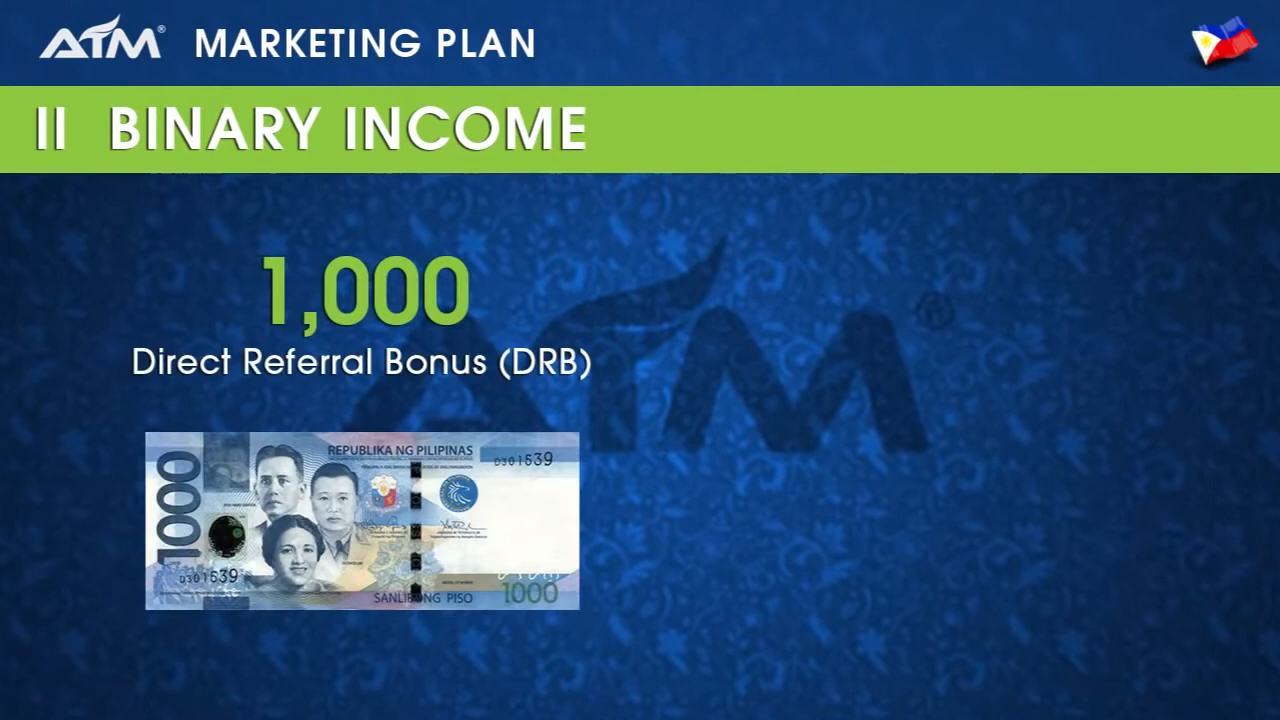 ATM® MARKETING PLAN
II BINARY INCOME
1,000
Direct Referral Bonus (DRB)
ATM®
REPUBLIKA NG PILIPINAS
D301539
1000
D301539
SANLIBONG PISO
1000